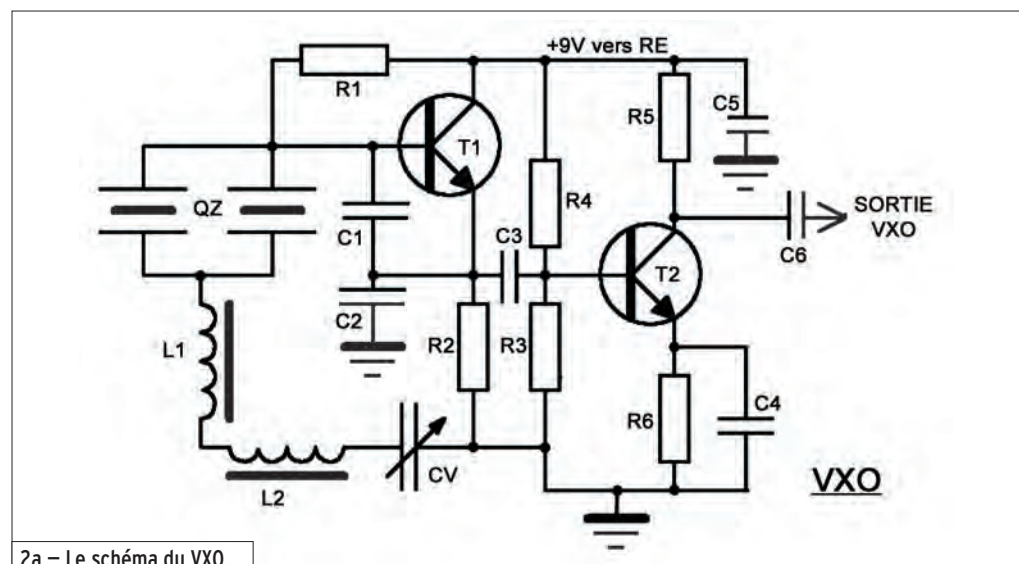 +9V vers RE
R1
R5
C5
T1
R4
SORTIE
VXO
QZ
C1
C3
C6
T2
C2
L1
R2
R3
R6
C4
CV
VXO
L2
2a – Le schéma du VXO